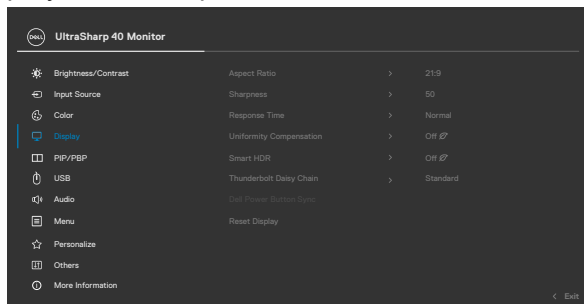 DELL UltraSharp 40 Monitor
Brightness/Contrast Aspect Ratio > 21:9
Input Source Sharpness > 50
Color Response Time > Normal
Display Uniformity Compensation > Off
PIP/PBP Smart HDR > Off
USB Thunderbolt Daisy Chain > Standard
Audio Dell Power Button Sync
Menu Reset Display
Personalize
Others
More Information
< Exit